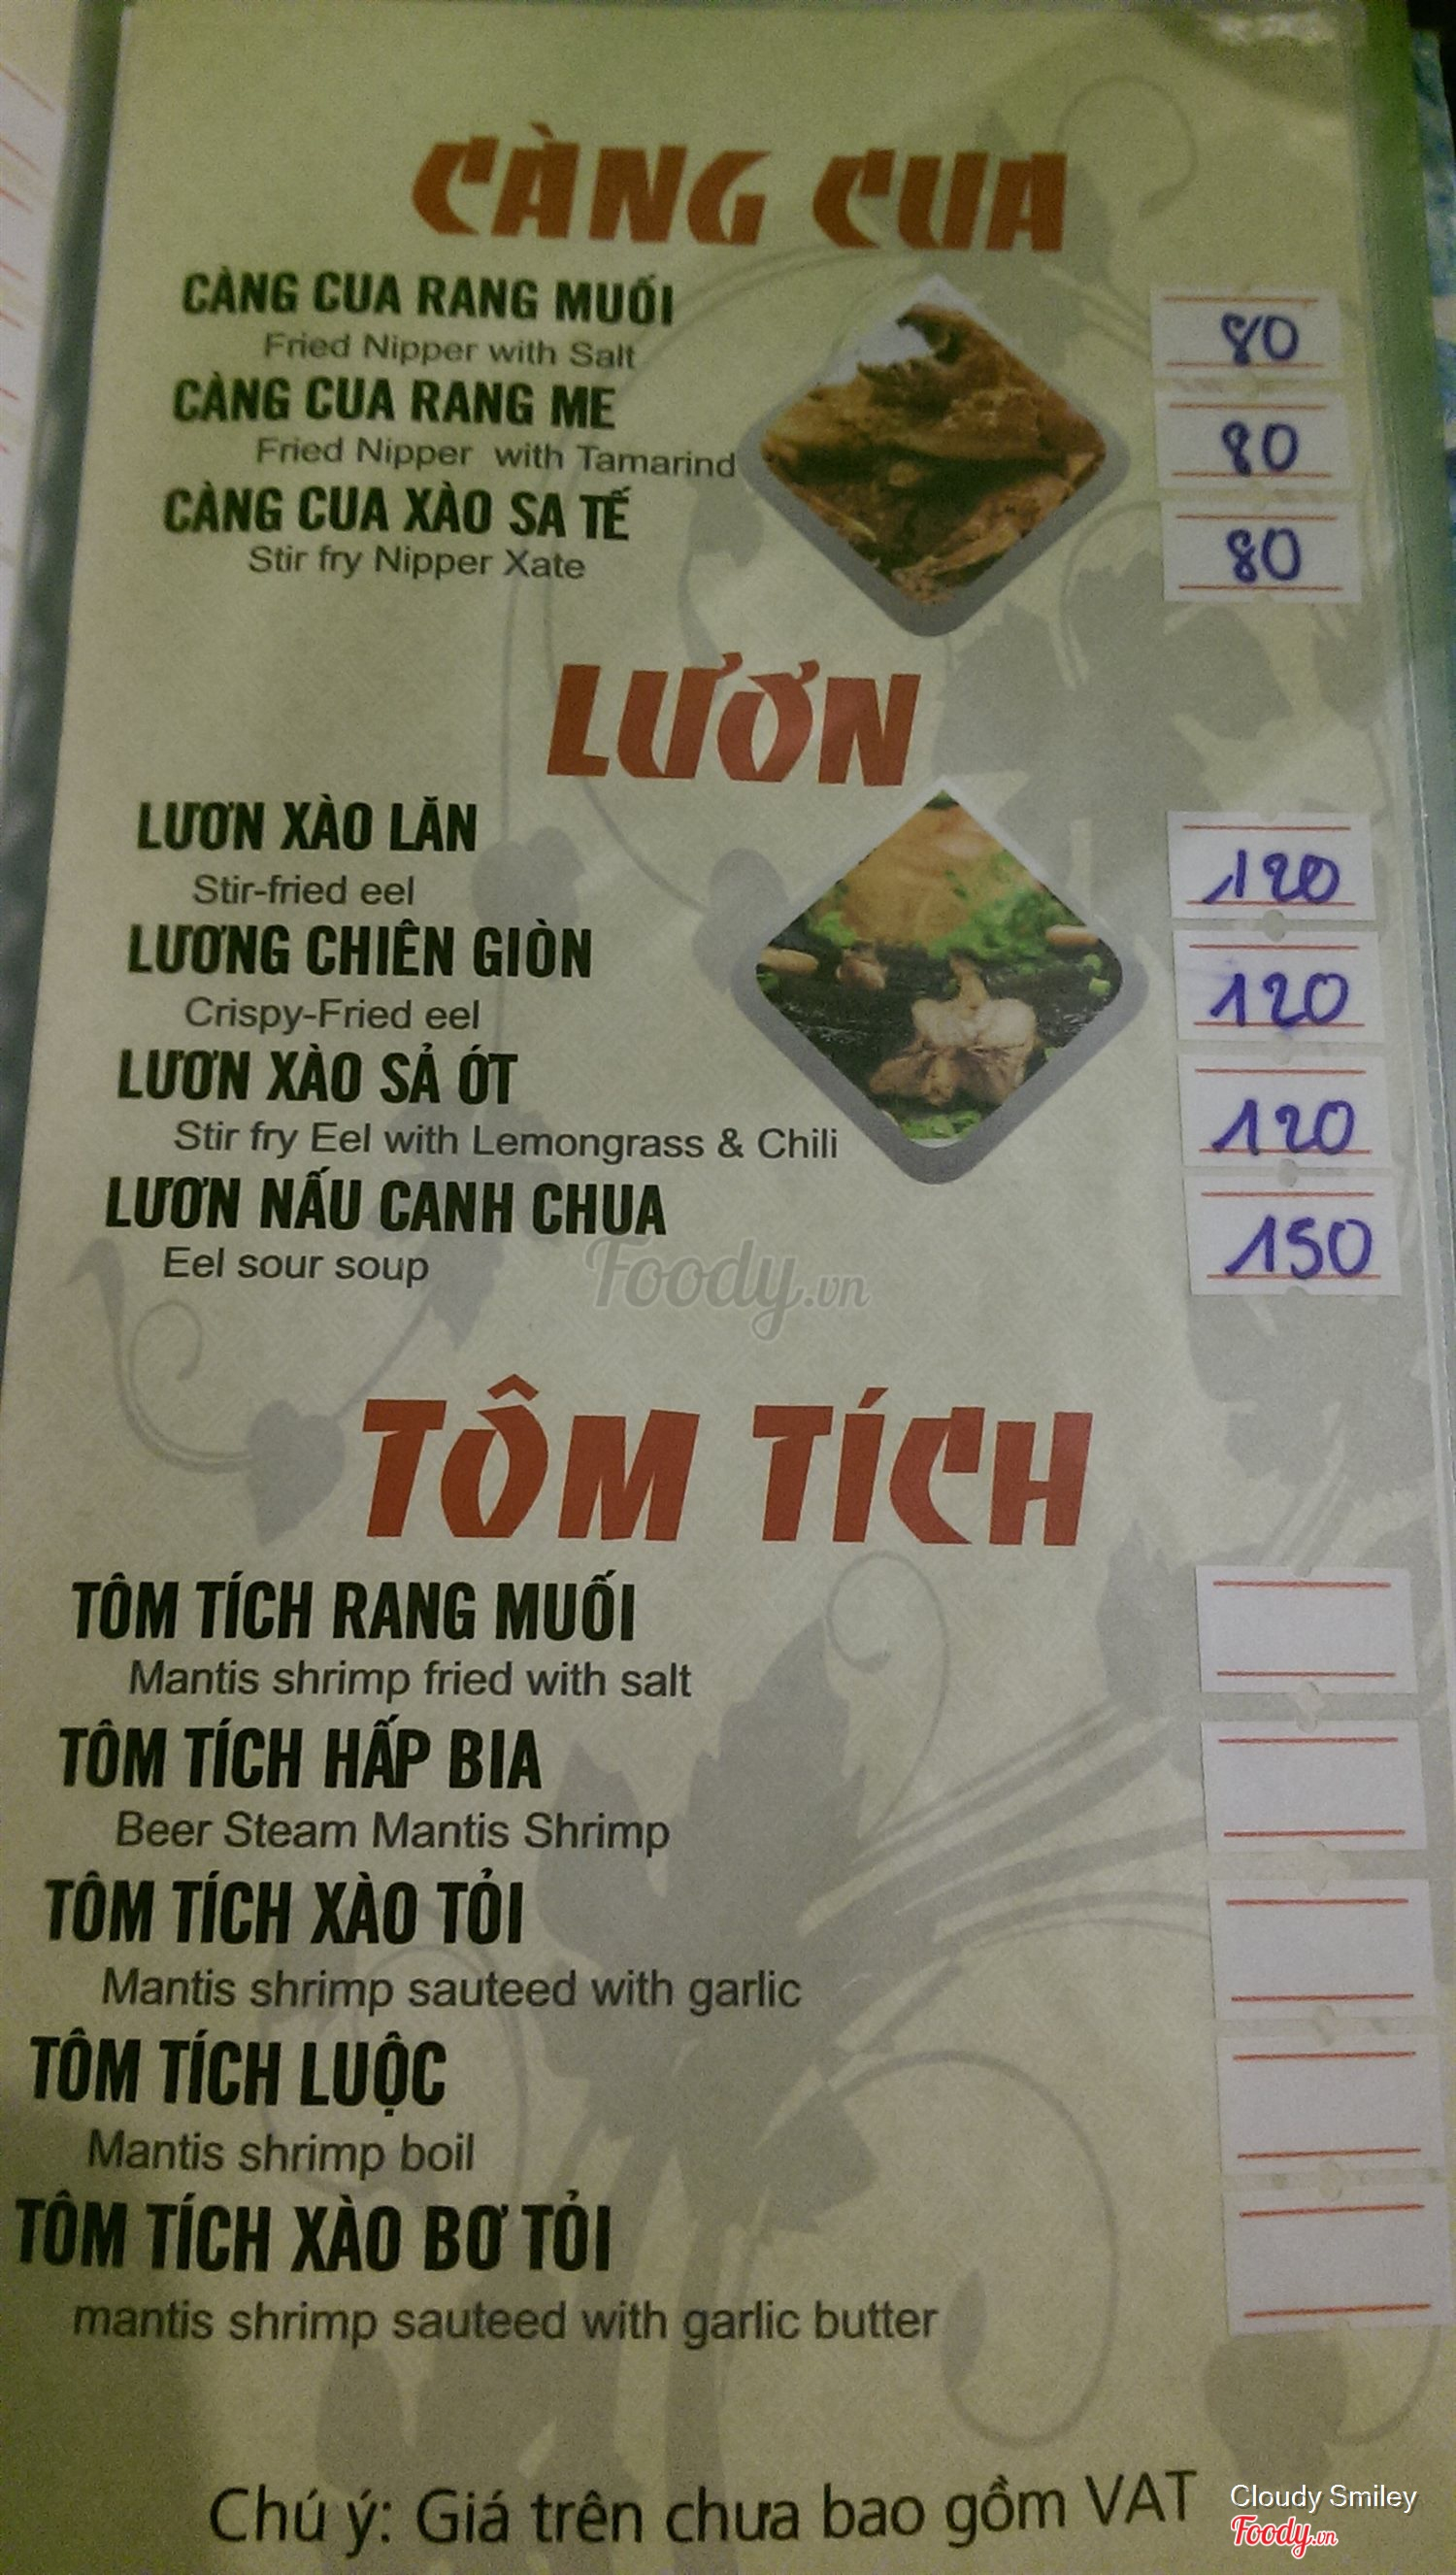 CÀNG CUA
CÀNG CUA RANG MUỐI 80
Fried Nipper with Salt
CÀNG CUA RANG ME 80
Fried Nipper with Tamarind
CÀNG CUA XÀO SA TẾ 80
Stir fry Nipper Xate
LƯƠN
LƯƠN XÀO LĂN 120
Stir-fried eel
LƯƠNG CHIÊN GIÒN 120
Crispy-Fried eel
LƯƠN XÀO SẢ ỚT 120
Stir fry Eel with Lemongrass & Chili
LƯƠN NẤU CANH CHUA 150
Eel sour soup
Foody.vn
TÔM TÍCH
TÔM TÍCH RANG MUỐI
Mantis shrimp fried with salt
TÔM TÍCH HẤP BIA
Beer Steam Mantis Shrimp
TÔM TÍCH XÀO TỎI
Mantis shrimp sauteed with garlic
TÔM TÍCH LUỘC
Mantis shrimp boil
TÔM TÍCH XÀO BƠ TỎI
mantis shrimp sauteed with garlic butter
Chú ý: Giá trên chưa bao gồm VAT
Cloudy Smiley
Foody.vn